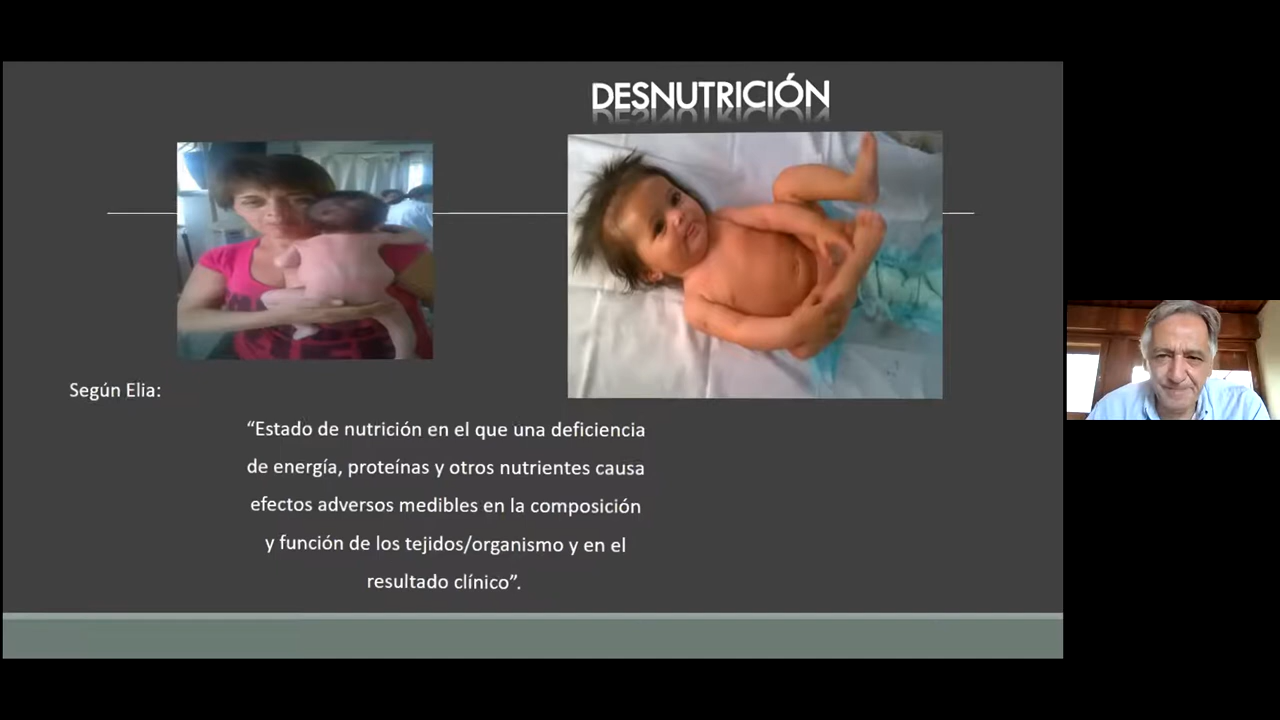 DESNUTRICIÓN
Según Elia:
“Estado de nutrición en el que una deficiencia
de energía, proteínas y otros nutrientes causa
efectos adversos medibles en la composición
y función de los tejidos/organismo y en el
resultado clínico”.